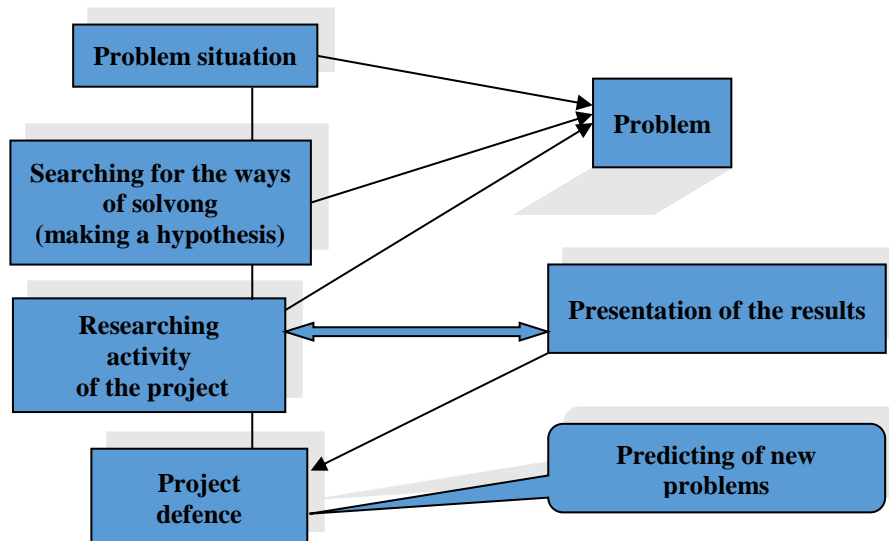 Problem situation
Problem
Searching for the ways
of solvong
(making a hypothesis)
Researching
activity
of the project
Presentation of the results
Project
defence
Predicting of new
problems